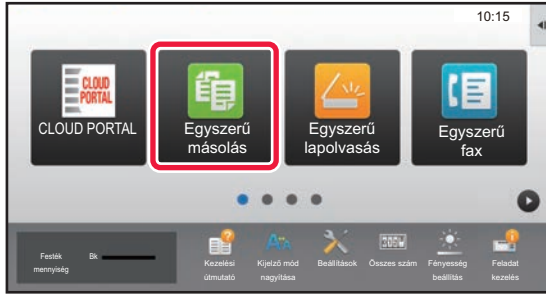 10:15
CLOUD
PORTAL
CLOUD PORTAL
Egyszerű
másolás
Egyszerű
lapolvasás
Egyszerű
fax
Festék
mennyiség
Bk
Kezelési
útmutató
Kijelző mód
nagyítása
Beállítások
Összes szám
Fényesség
beállítás
Feladat
kezelés